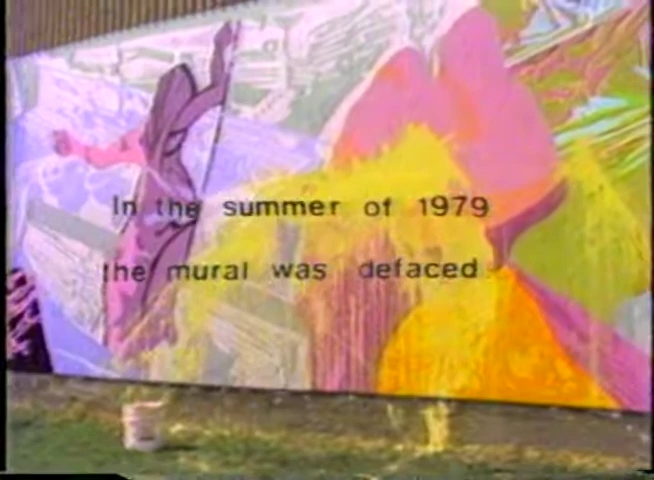 In the summer of 1979
the mural was defaced